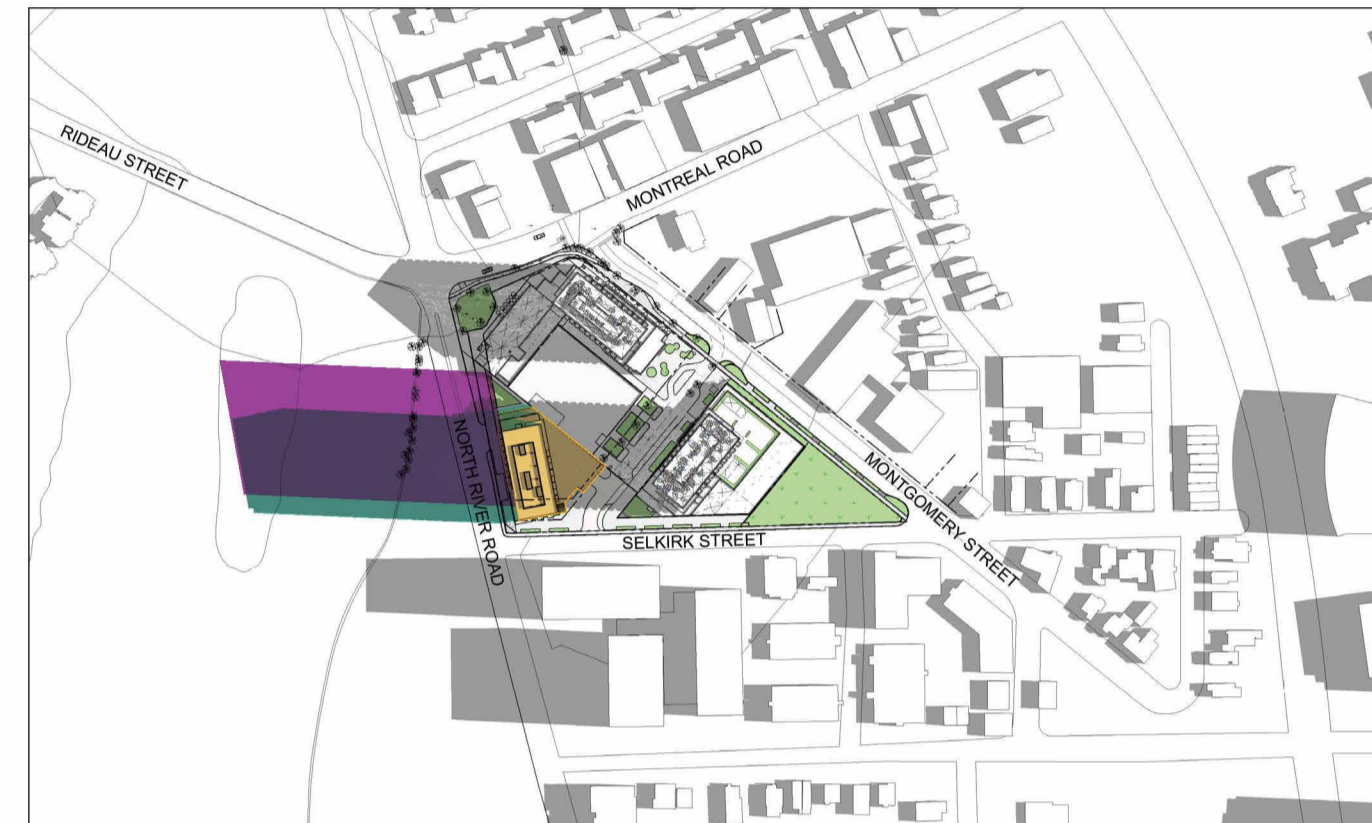 RIDEAU STREET
MONTREAL ROAD
NORTH RIVER ROAD
MONTGOMERY STREET
SELKIRK STREET